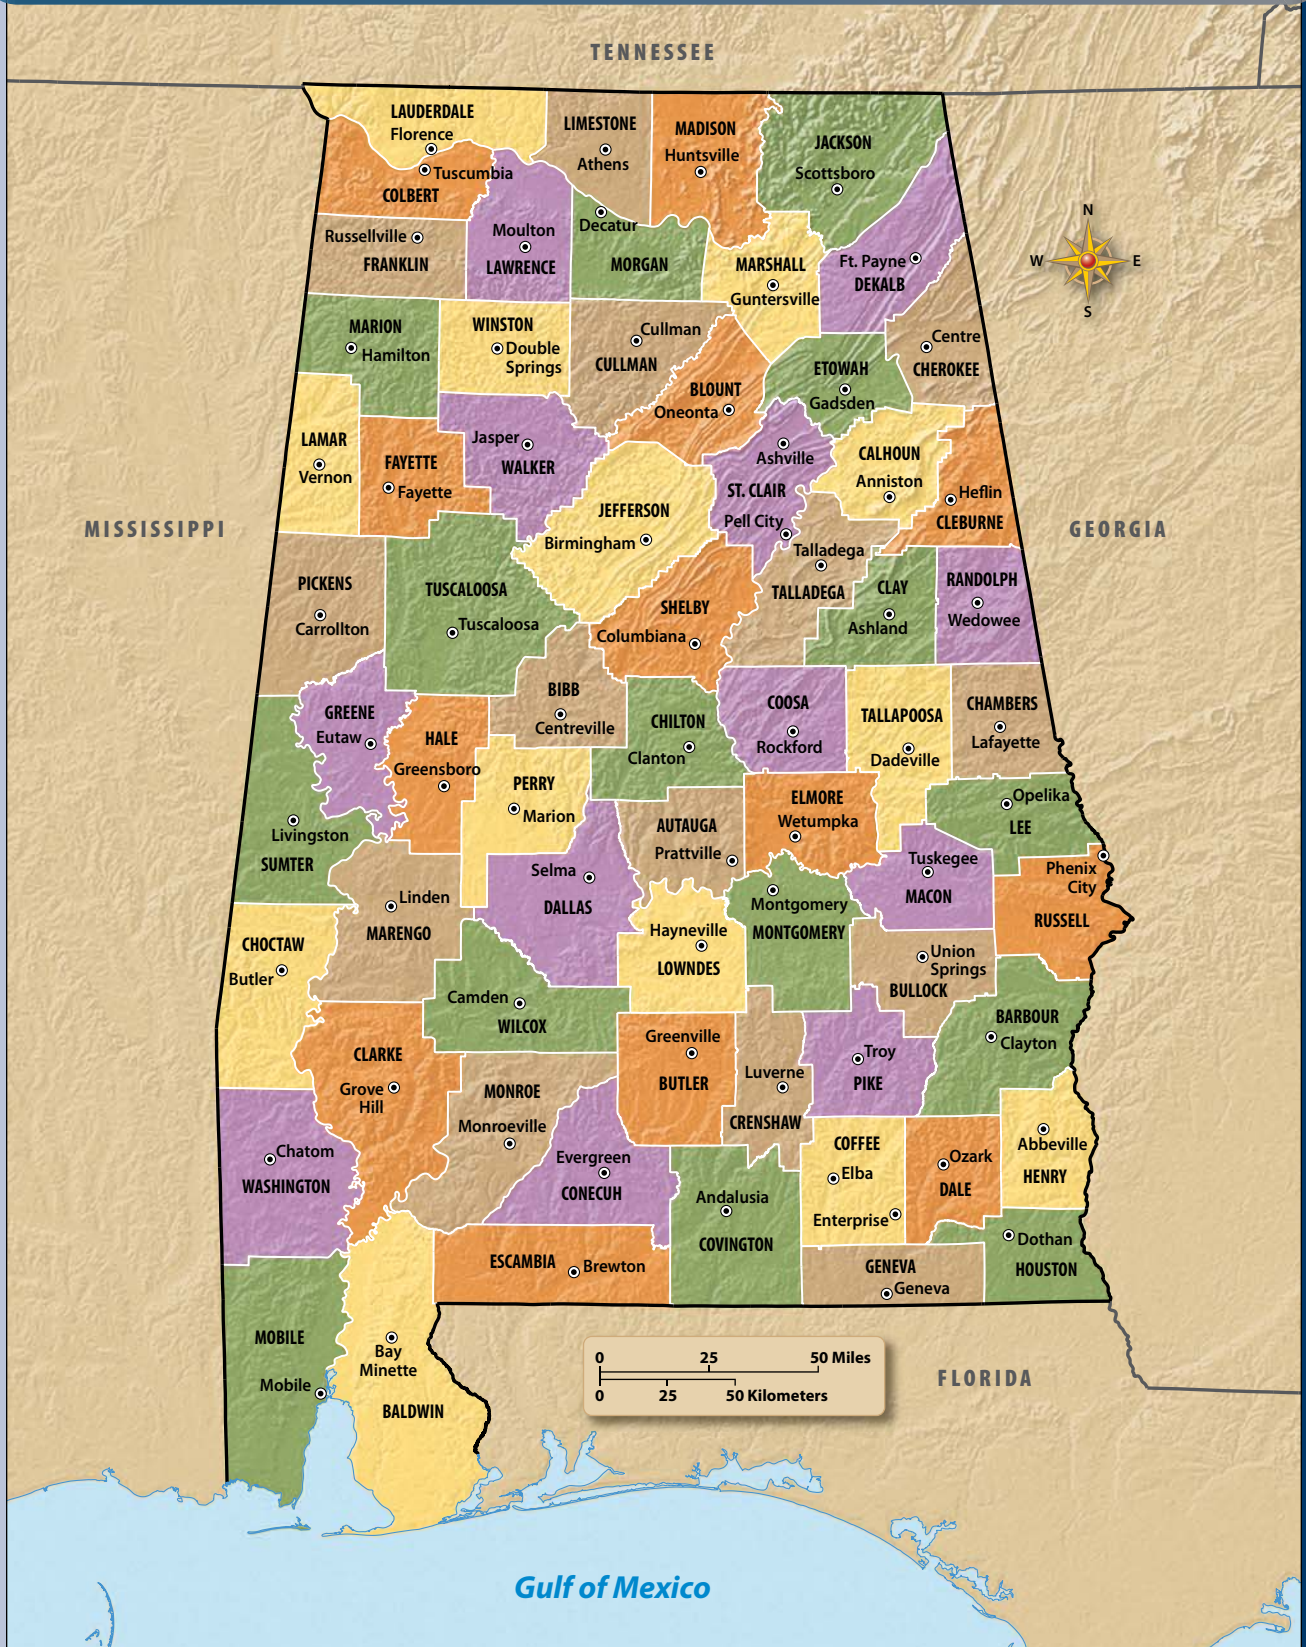 TENNESSEE
LAUDERDALE
Florence
LIMESTONE
Athens
MADISON
Huntsville
JACKSON
Scottsboro
Tuscumbia
COLBERT
Russellville
FRANKLIN
Moulton
LAWRENCE
Decatur
MORGAN
MARSHALL
Guntersville
Ft. Payne
DEKALB
N
W
E
S
MARION
Hamilton
WINSTON
Double
Springs
Cullman
CULLMAN
BLOUNT
Oneonta
ETOWAH
Gadsden
Centre
CHEROKEE
LAMAR
Vernon
FAYETTE
Fayette
Jasper
WALKER
JEFFERSON
Birmingham
Ashville
ST. CLAIR
Pell City
CALHOUN
Anniston
Heflin
CLEBURNE
MISSISSIPPI
GEORGIA
PICKENS
Carrollton
TUSCALOOSA
Tuscaloosa
SHELBY
Columbiana
Talladega
TALLADEGA
CLAY
Ashland
RANDOLPH
Wedowee
GREENE
Eutaw
HALE
Greensboro
BIBB
Centreville
CHILTON
Clanton
COOSA
Rockford
TALLAPOOSA
Dadeville
CHAMBERS
Lafayette
Livingston
SUMTER
PERRY
Marion
AUTAUGA
Prattville
ELMORE
Wetumpka
Opelika
LEE
Selma
DALLAS
Linden
MARENGO
Tuskegee
MACON
Phenix
City
RUSSELL
CHOCTAW
Butler
Hayneville
LOWNDES
Montgomery
MONTGOMERY
Union
Springs
BULLOCK
Camden
WILCOX
CLARKE
Grove
Hill
Greenville
BUTLER
Luverne
CRENSHAW
Troy
PIKE
BARBOUR
Clayton
MONROE
Monroeville
Chatom
WASHINGTON
Evergreen
CONECUH
Andalusia
COVINGTON
COFFEE
Elba
Enterprise
Ozark
DALE
Abbeville
HENRY
ESCAMBIA
Brewton
GENEVA
Geneva
Dothan
HOUSTON
MOBILE
Mobile
Bay
Minette
BALDWIN
0 25 50 Miles
0 25 50 Kilometers
FLORIDA
Gulf of Mexico